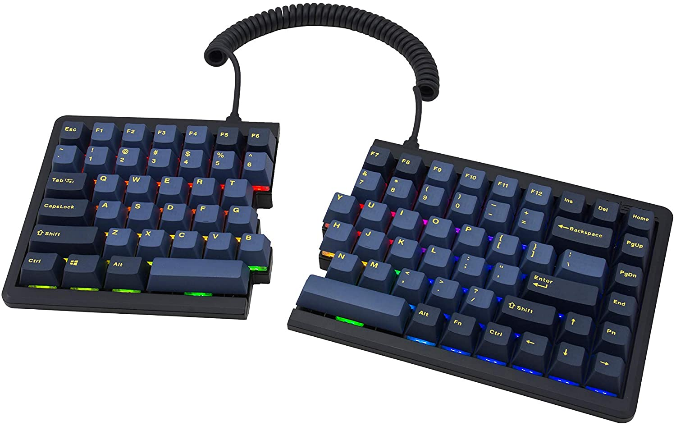 Esc F1 F2 F3 F4 F5 F6
! @ # $ % ^
1 2 3 4 5 6
Tab Q W E R T
CapsLock A S D F G
Shift Z X C V B
Ctrl Alt
F7 F8 F9 F10 F11 F12 Ins Del Home
& * ( ) - +
7 8 9 0 - =
Backspace PgUp
Y U I O P { } |
[ ] \
PgDn
H J K L : " Enter End
; '
N M < > ? Shift ↑ Pn
, . /
Alt Fn Ctrl ← ↓ →